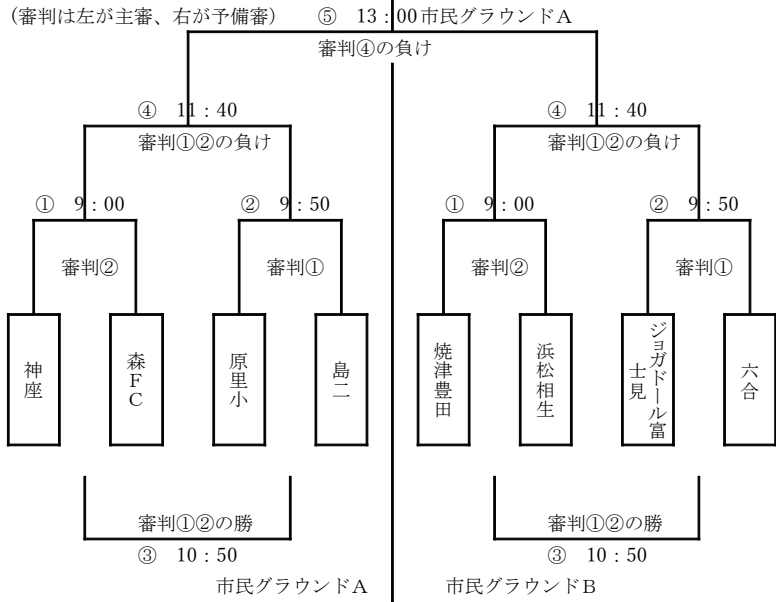 (審判は左が主審、右が予備審)　⑤　13：00市民グラウンドA
審判④の負け
④　11：40
審判①②の負け
①　9：00
②　9：50
審判②
審判①
神座
森FC
原里小
島二
④　11：40
審判①②の負け
①　9：00
②　9：50
審判②
審判①
焼津豊田
浜松相生
ジョガドール富
士見
六合
審判①②の勝
③　10：50
市民グラウンドA
審判①②の勝
③　10：50
市民グラウンドB